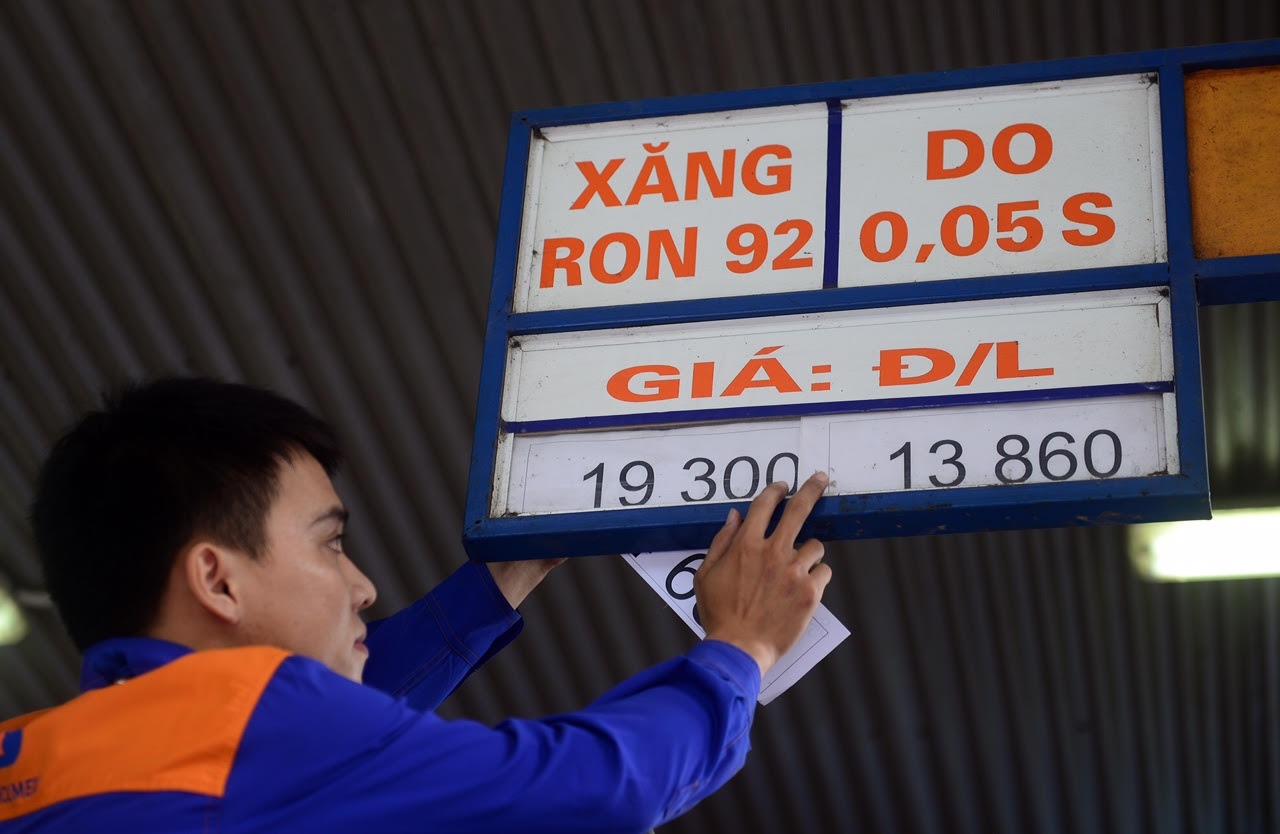 XĂNG
RON 92
DO
0,05 S
GIÁ: Đ/L
19 300
13 860